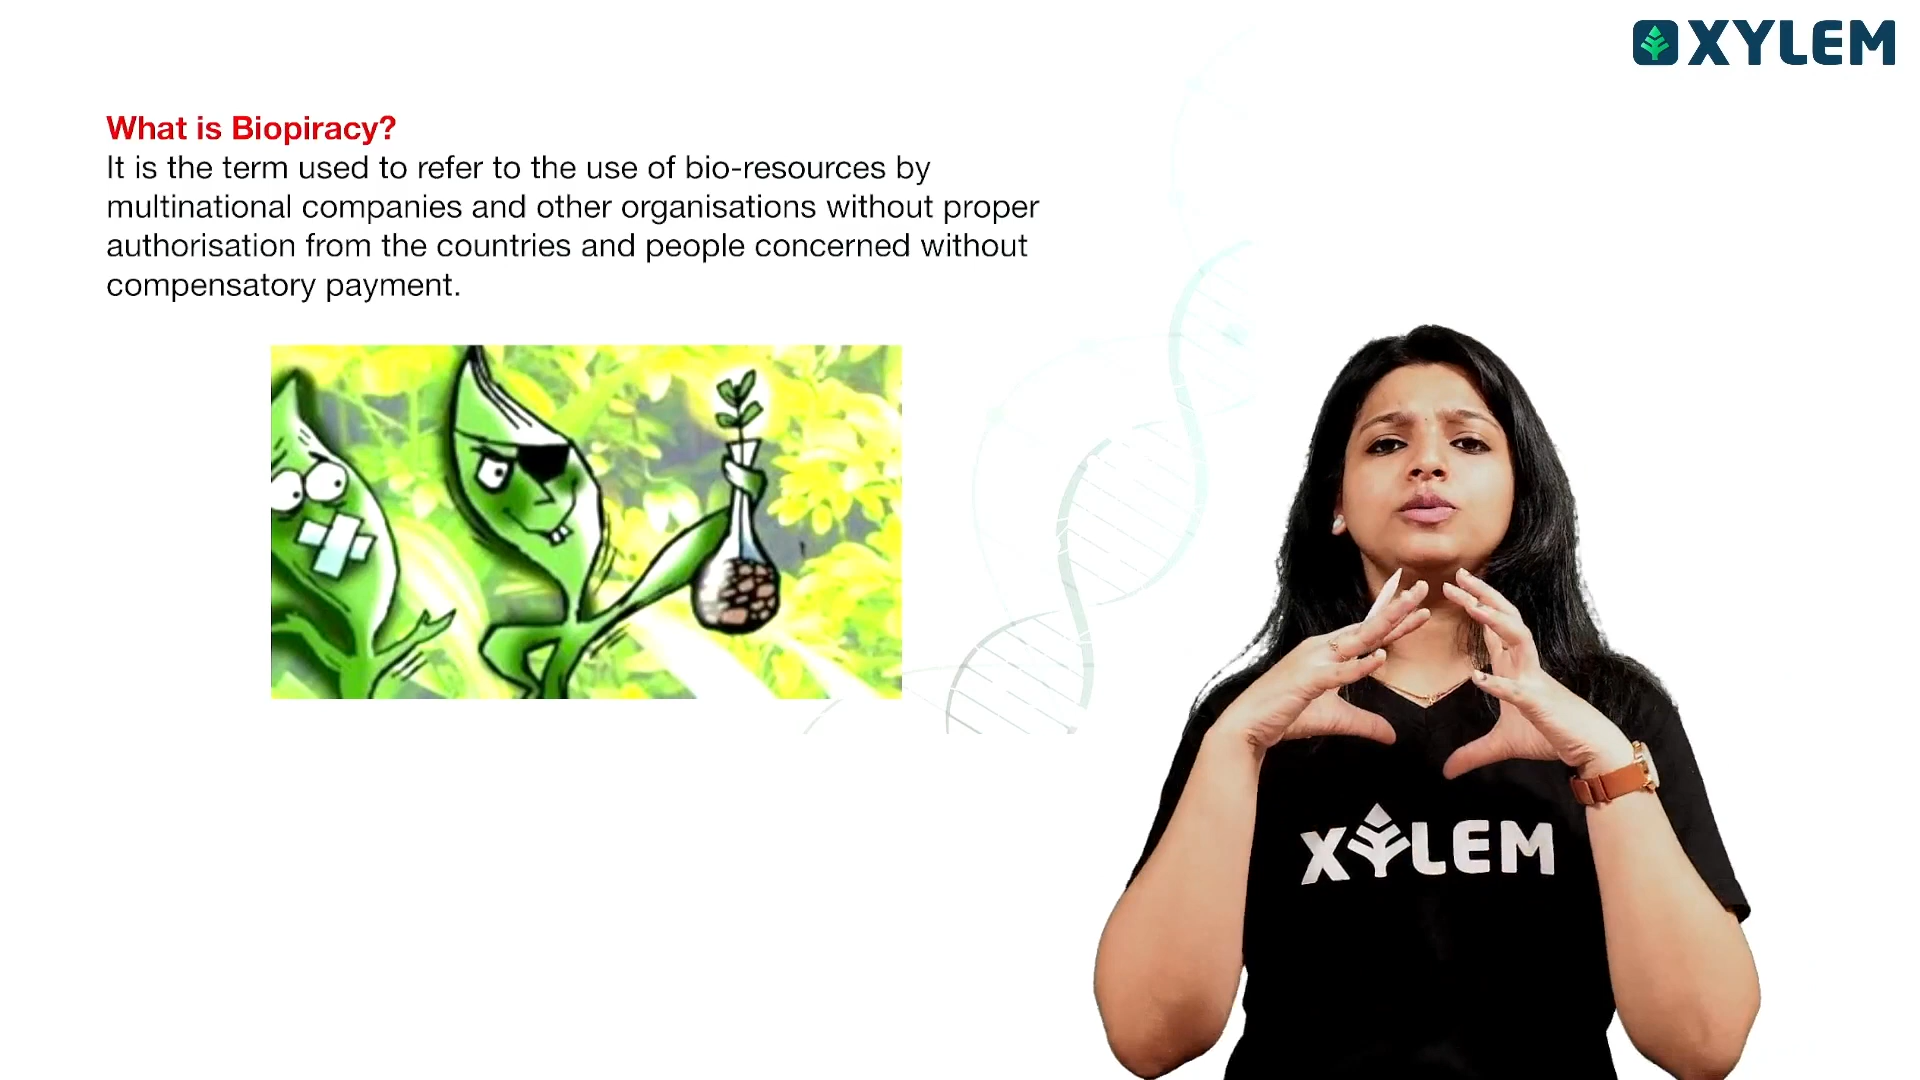 XYLEM
What is Biopiracy?
It is the term used to refer to the use of bio-resources by
multinational companies and other organisations without proper
authorisation from the countries and people concerned without
compensatory payment.
XYLEM